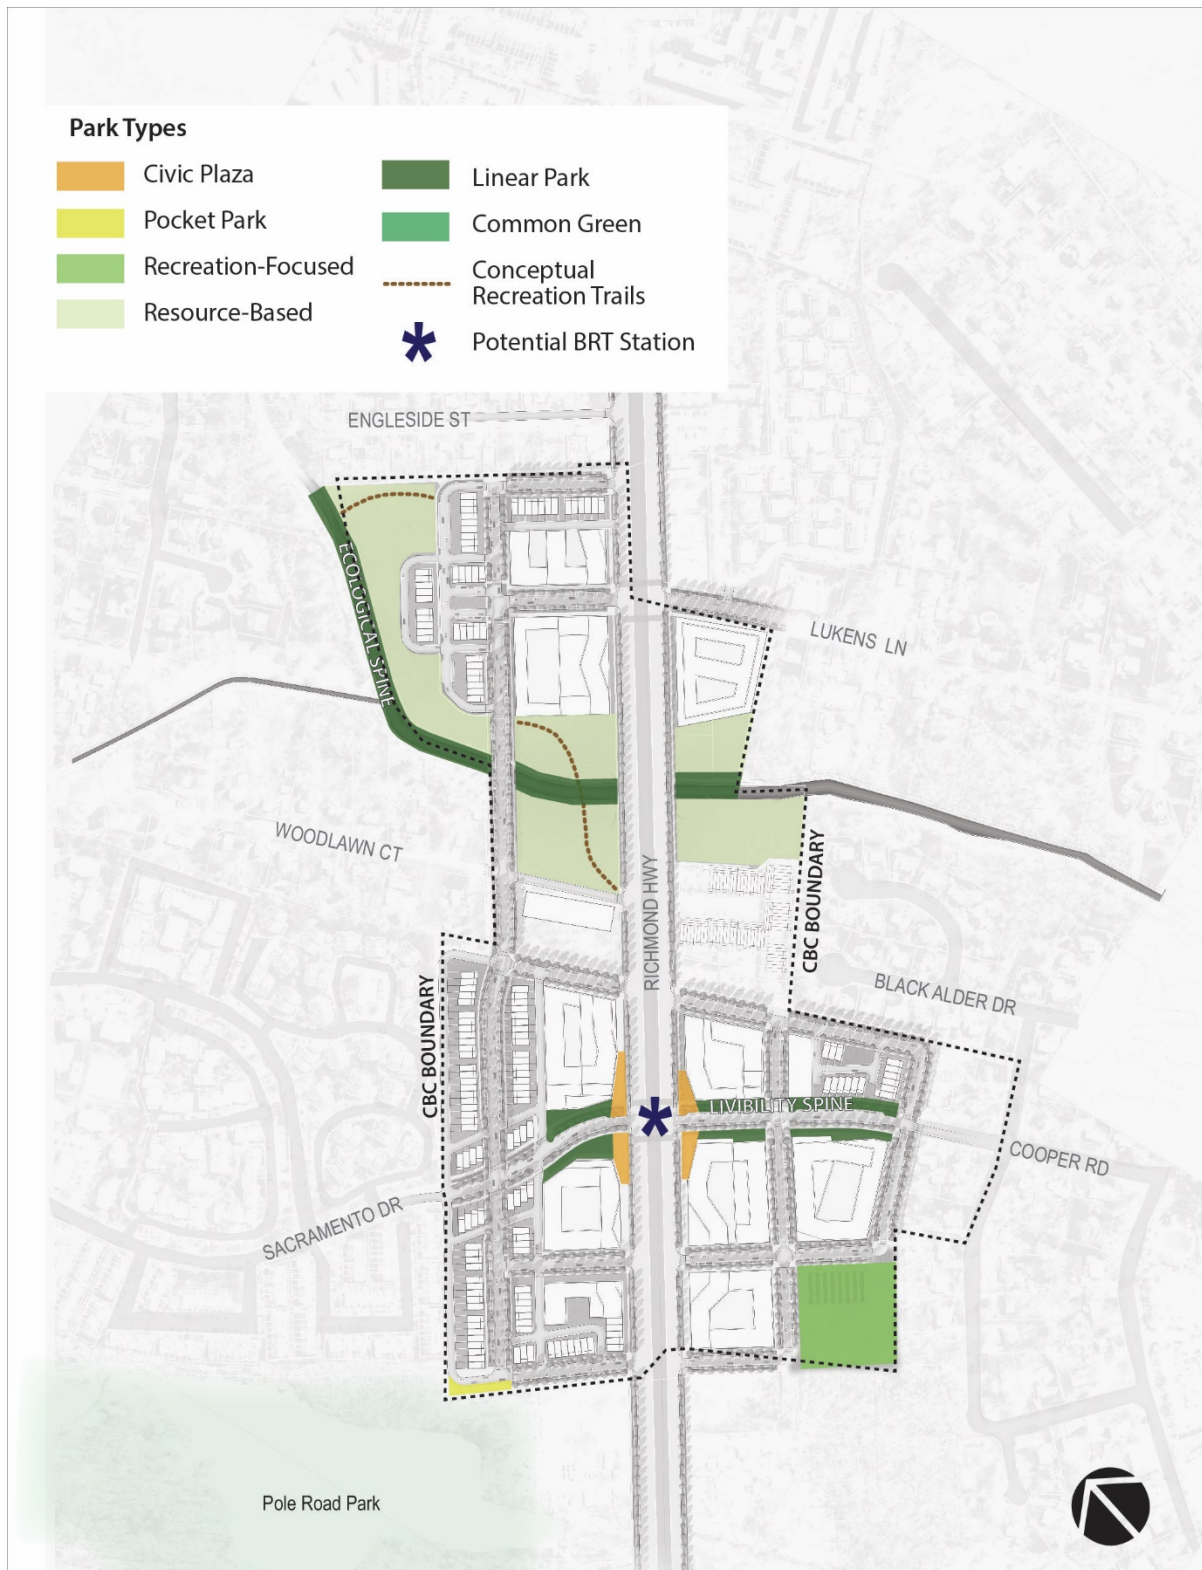 Park Types
Civic Plaza
Pocket Park
Recreation-Focused
Resource-Based
Linear Park
Common Green
Conceptual
Recreation Trails
Potential BRT Station
ENGLESIDE ST
ECOLOGICAL SPINE
LUKENS LN
WOODLAWN CT
RICHMOND HWY
CBC BOUNDARY
BLACK ALDER DR
CBC BOUNDARY
LIVIBILITY SPINE
COOPER RD
SACRAMENTO DR
Pole Road Park